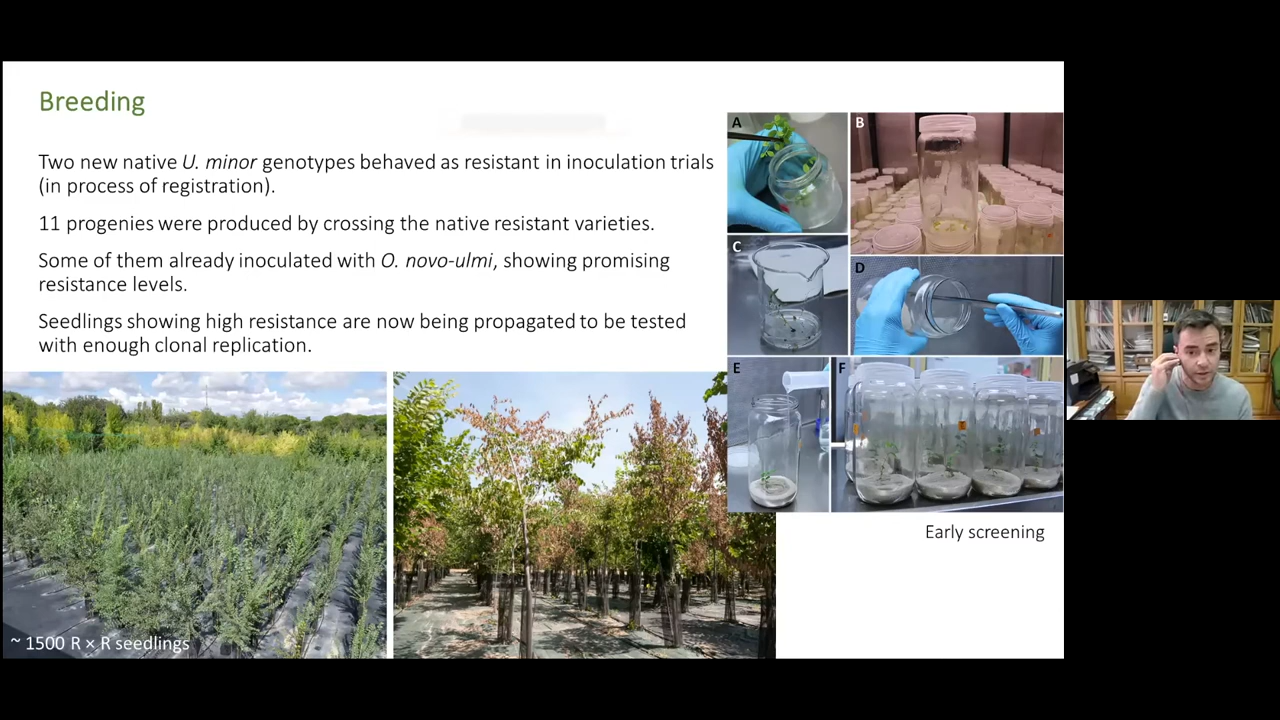 Breeding
Two new native U. minor genotypes behaved as resistant in inoculation trials
(in process of registration).
11 progenies were produced by crossing the native resistant varieties.
Some of them already inoculated with O. novo-ulmi, showing promising
resistance levels.
Seedlings showing high resistance are now being propagated to be tested
with enough clonal replication.
A
B
C
D
E
F
Early screening
~ 1500 R × R seedlings